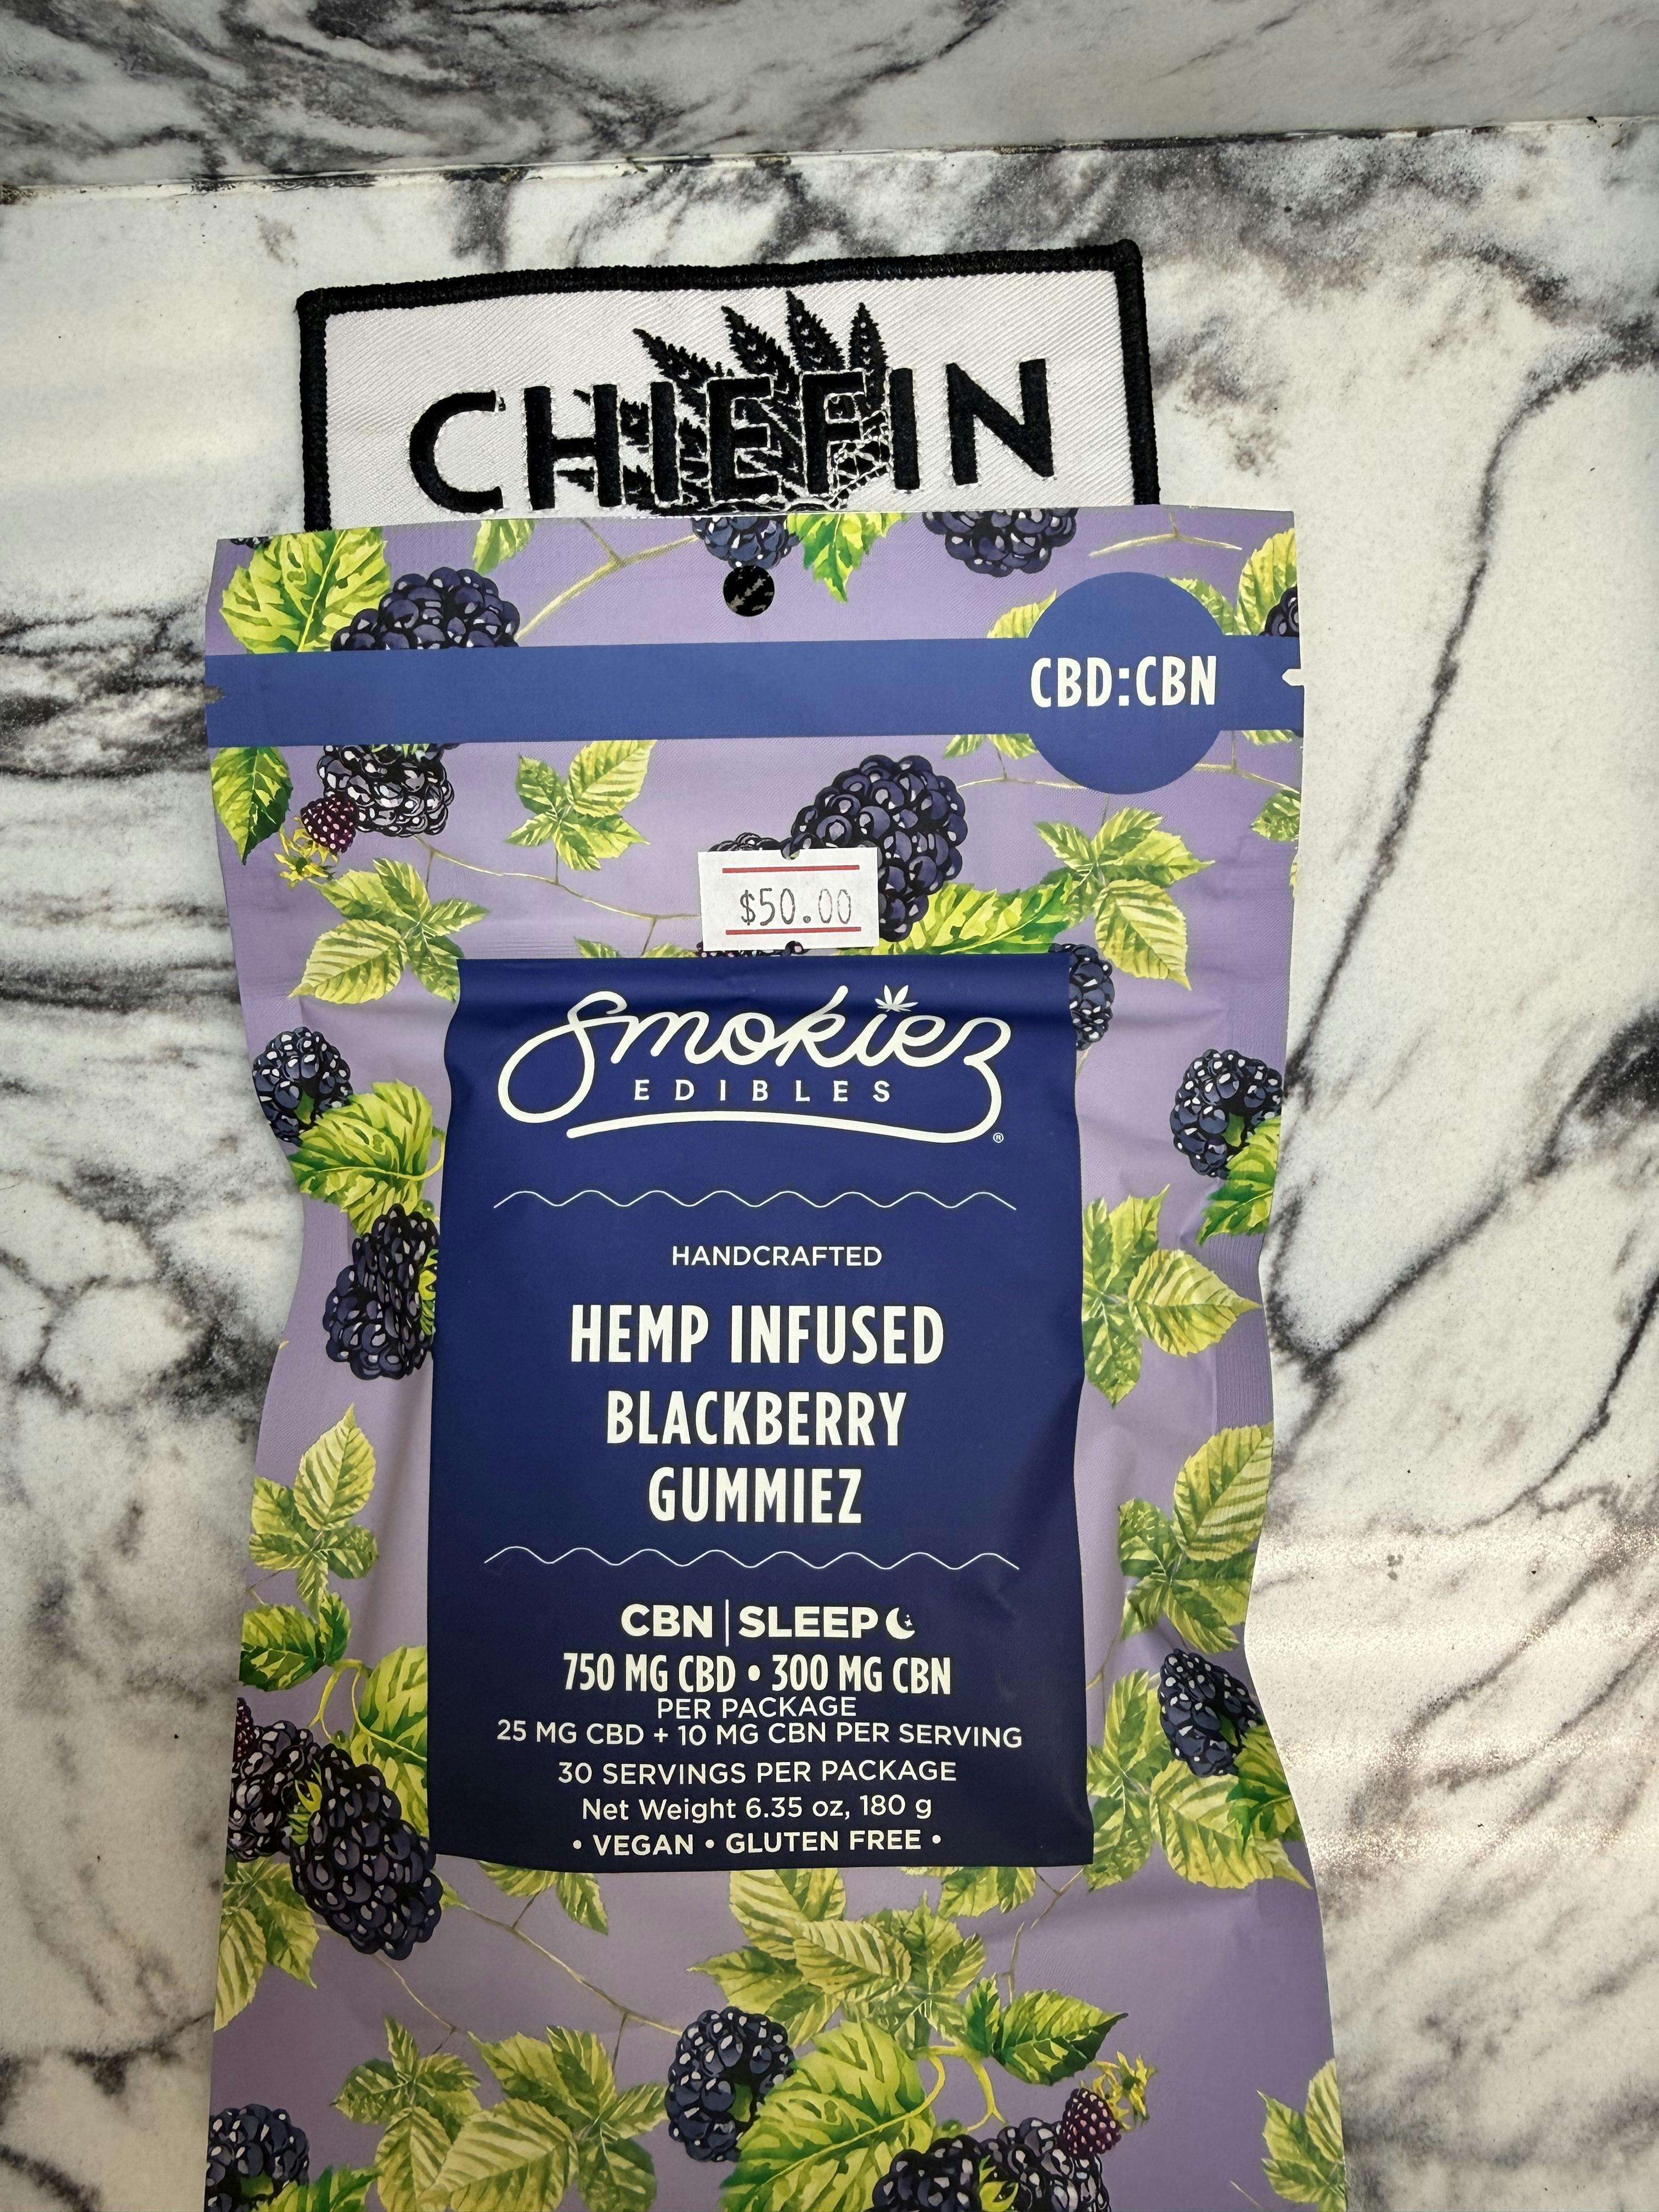 CHIEFIN
CBD:CBN
$50.00
Smokiez
EDIBLES
®
HANDCRAFTED
HEMP INFUSED
BLACKBERRY
GUMMIEZ
CBN | SLEEP
750 MG CBD • 300 MG CBN
PER PACKAGE
25 MG CBD + 10 MG CBN PER SERVING
30 SERVINGS PER PACKAGE
Net Weight 6.35 oz, 180 g
• VEGAN • GLUTEN FREE •